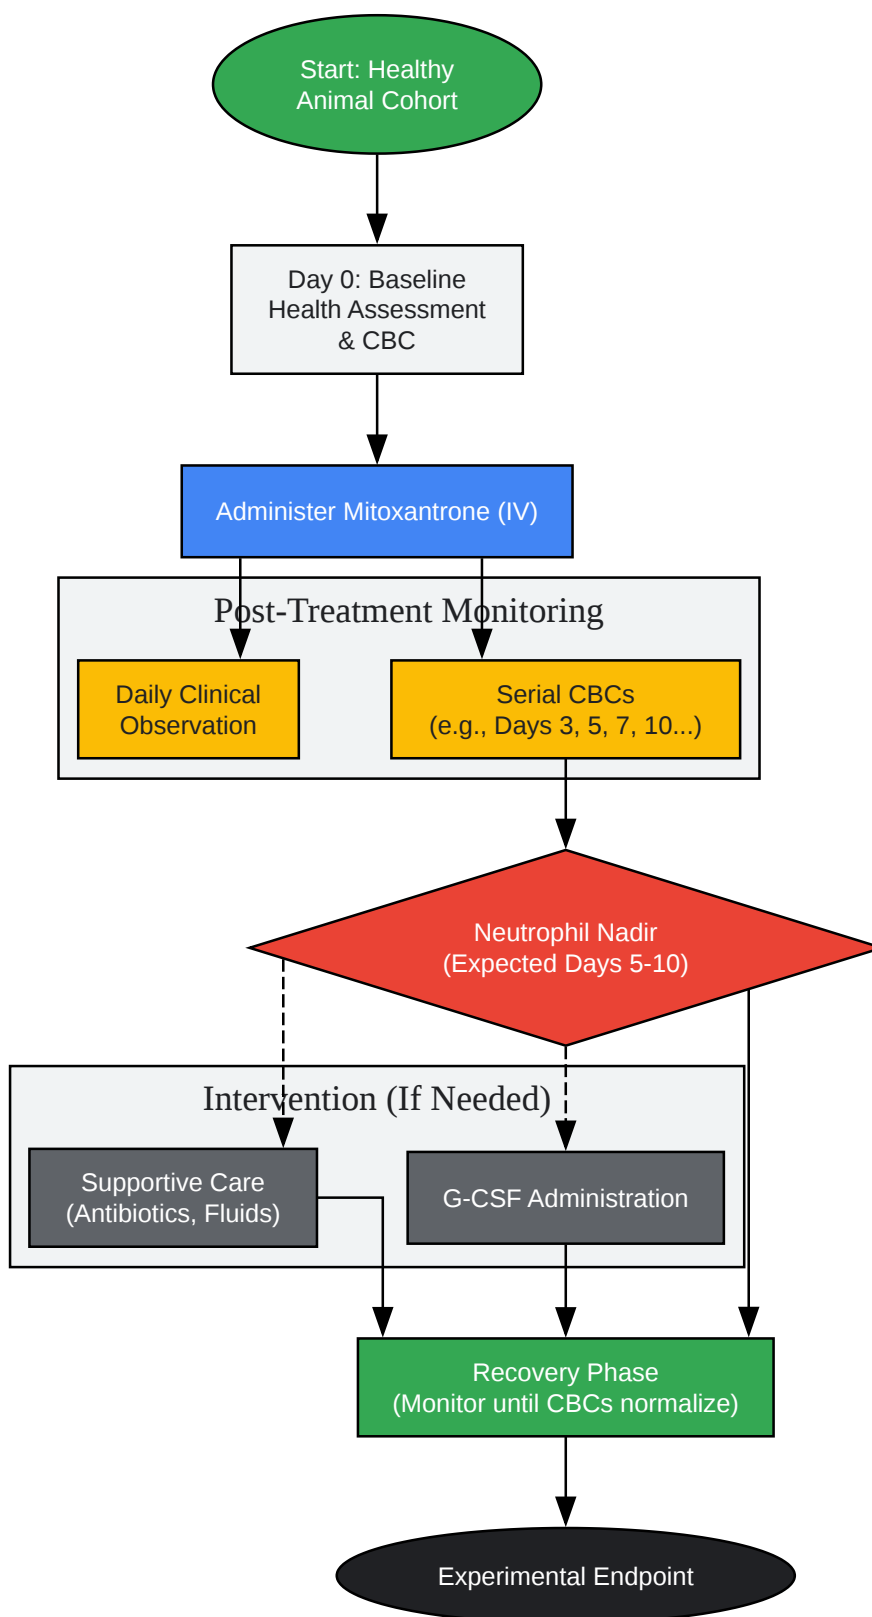 Start: Healthy
Animal Cohort
Day 0: Baseline
Health Assessment
& CBC
Administer Mitoxantrone (IV)
Post-Treatment Monitoring
Daily Clinical
Observation
Serial CBCs
(e.g., Days 3, 5, 7, 10...)
Neutrophil Nadir
(Expected Days 5-10)
Intervention (If Needed)
Supportive Care
(Antibiotics, Fluids)
G-CSF Administration
Recovery Phase
(Monitor until CBCs normalize)
Experimental Endpoint